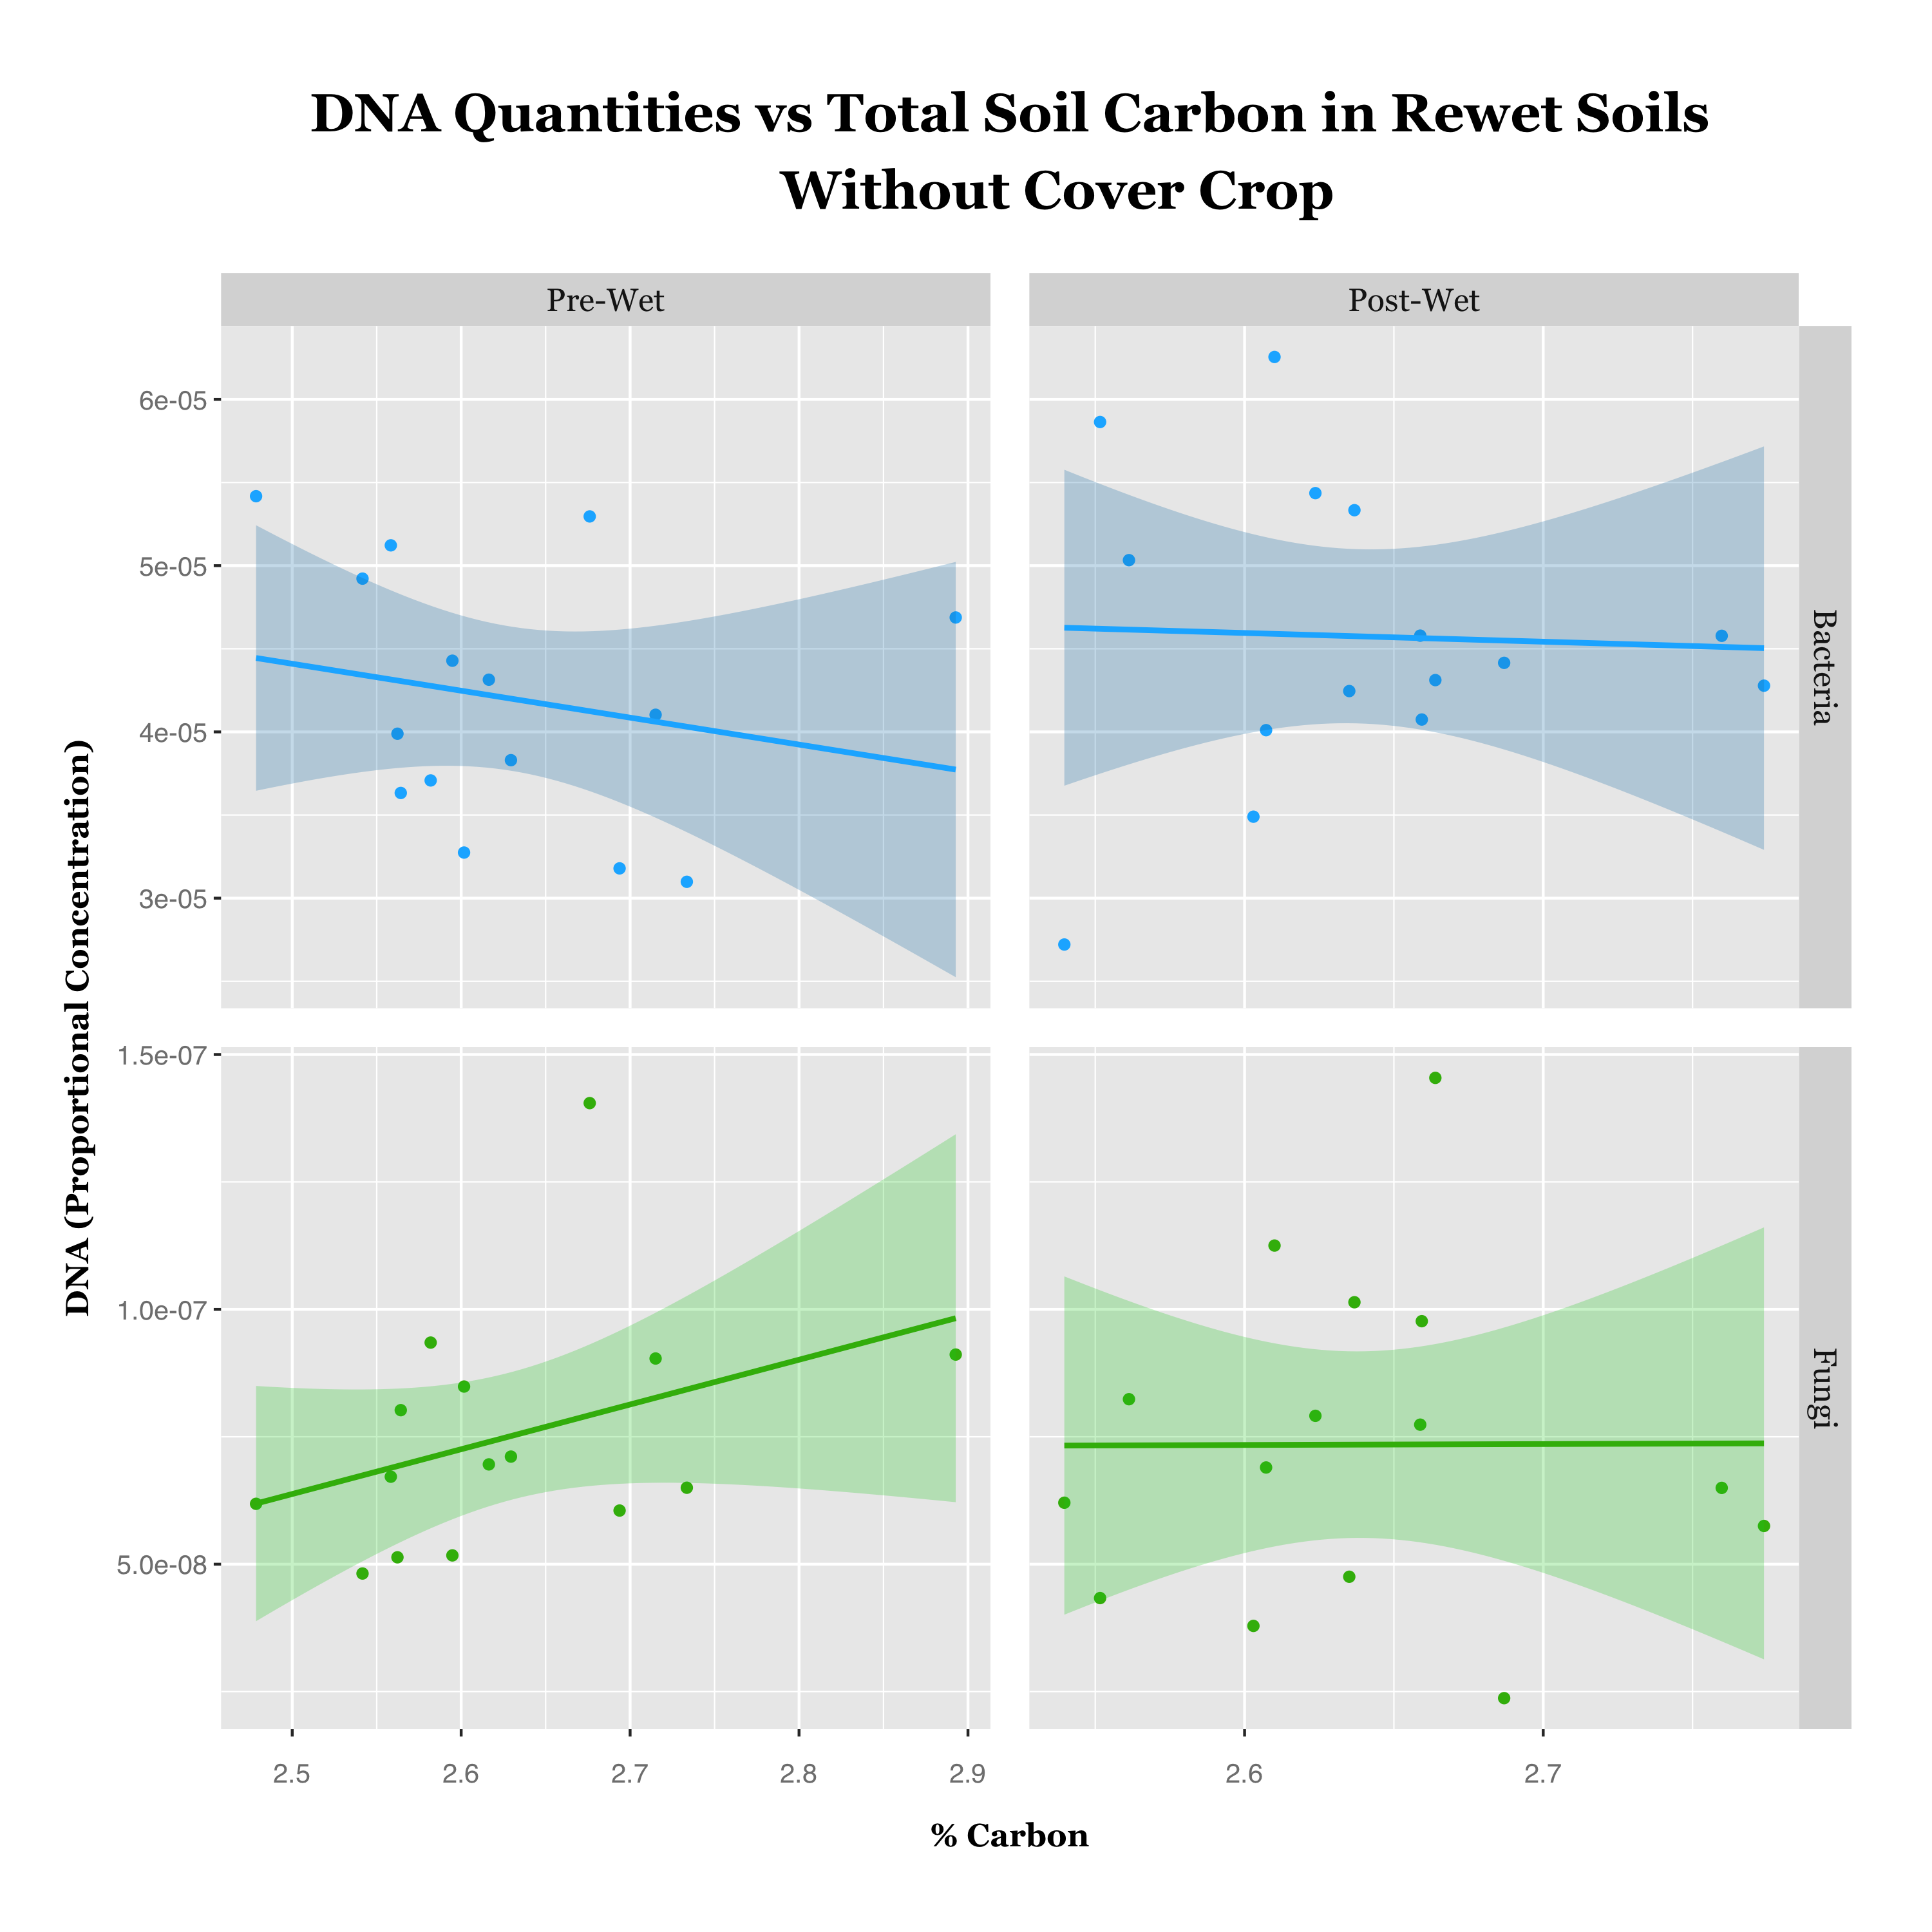 DNA Quantities vs Total Soil Carbon in Rewet Soils
Without Cover Crop
Pre-Wet
Post-Wet
6e-05
5e-05
4e-05
3e-05
Bacteria
DNA (Proportional Concentration)
1.5e-07
1.0e-07
5.0e-08
Fungi
2.5
2.6
2.7
2.8
2.9
2.6
2.7
% Carbon